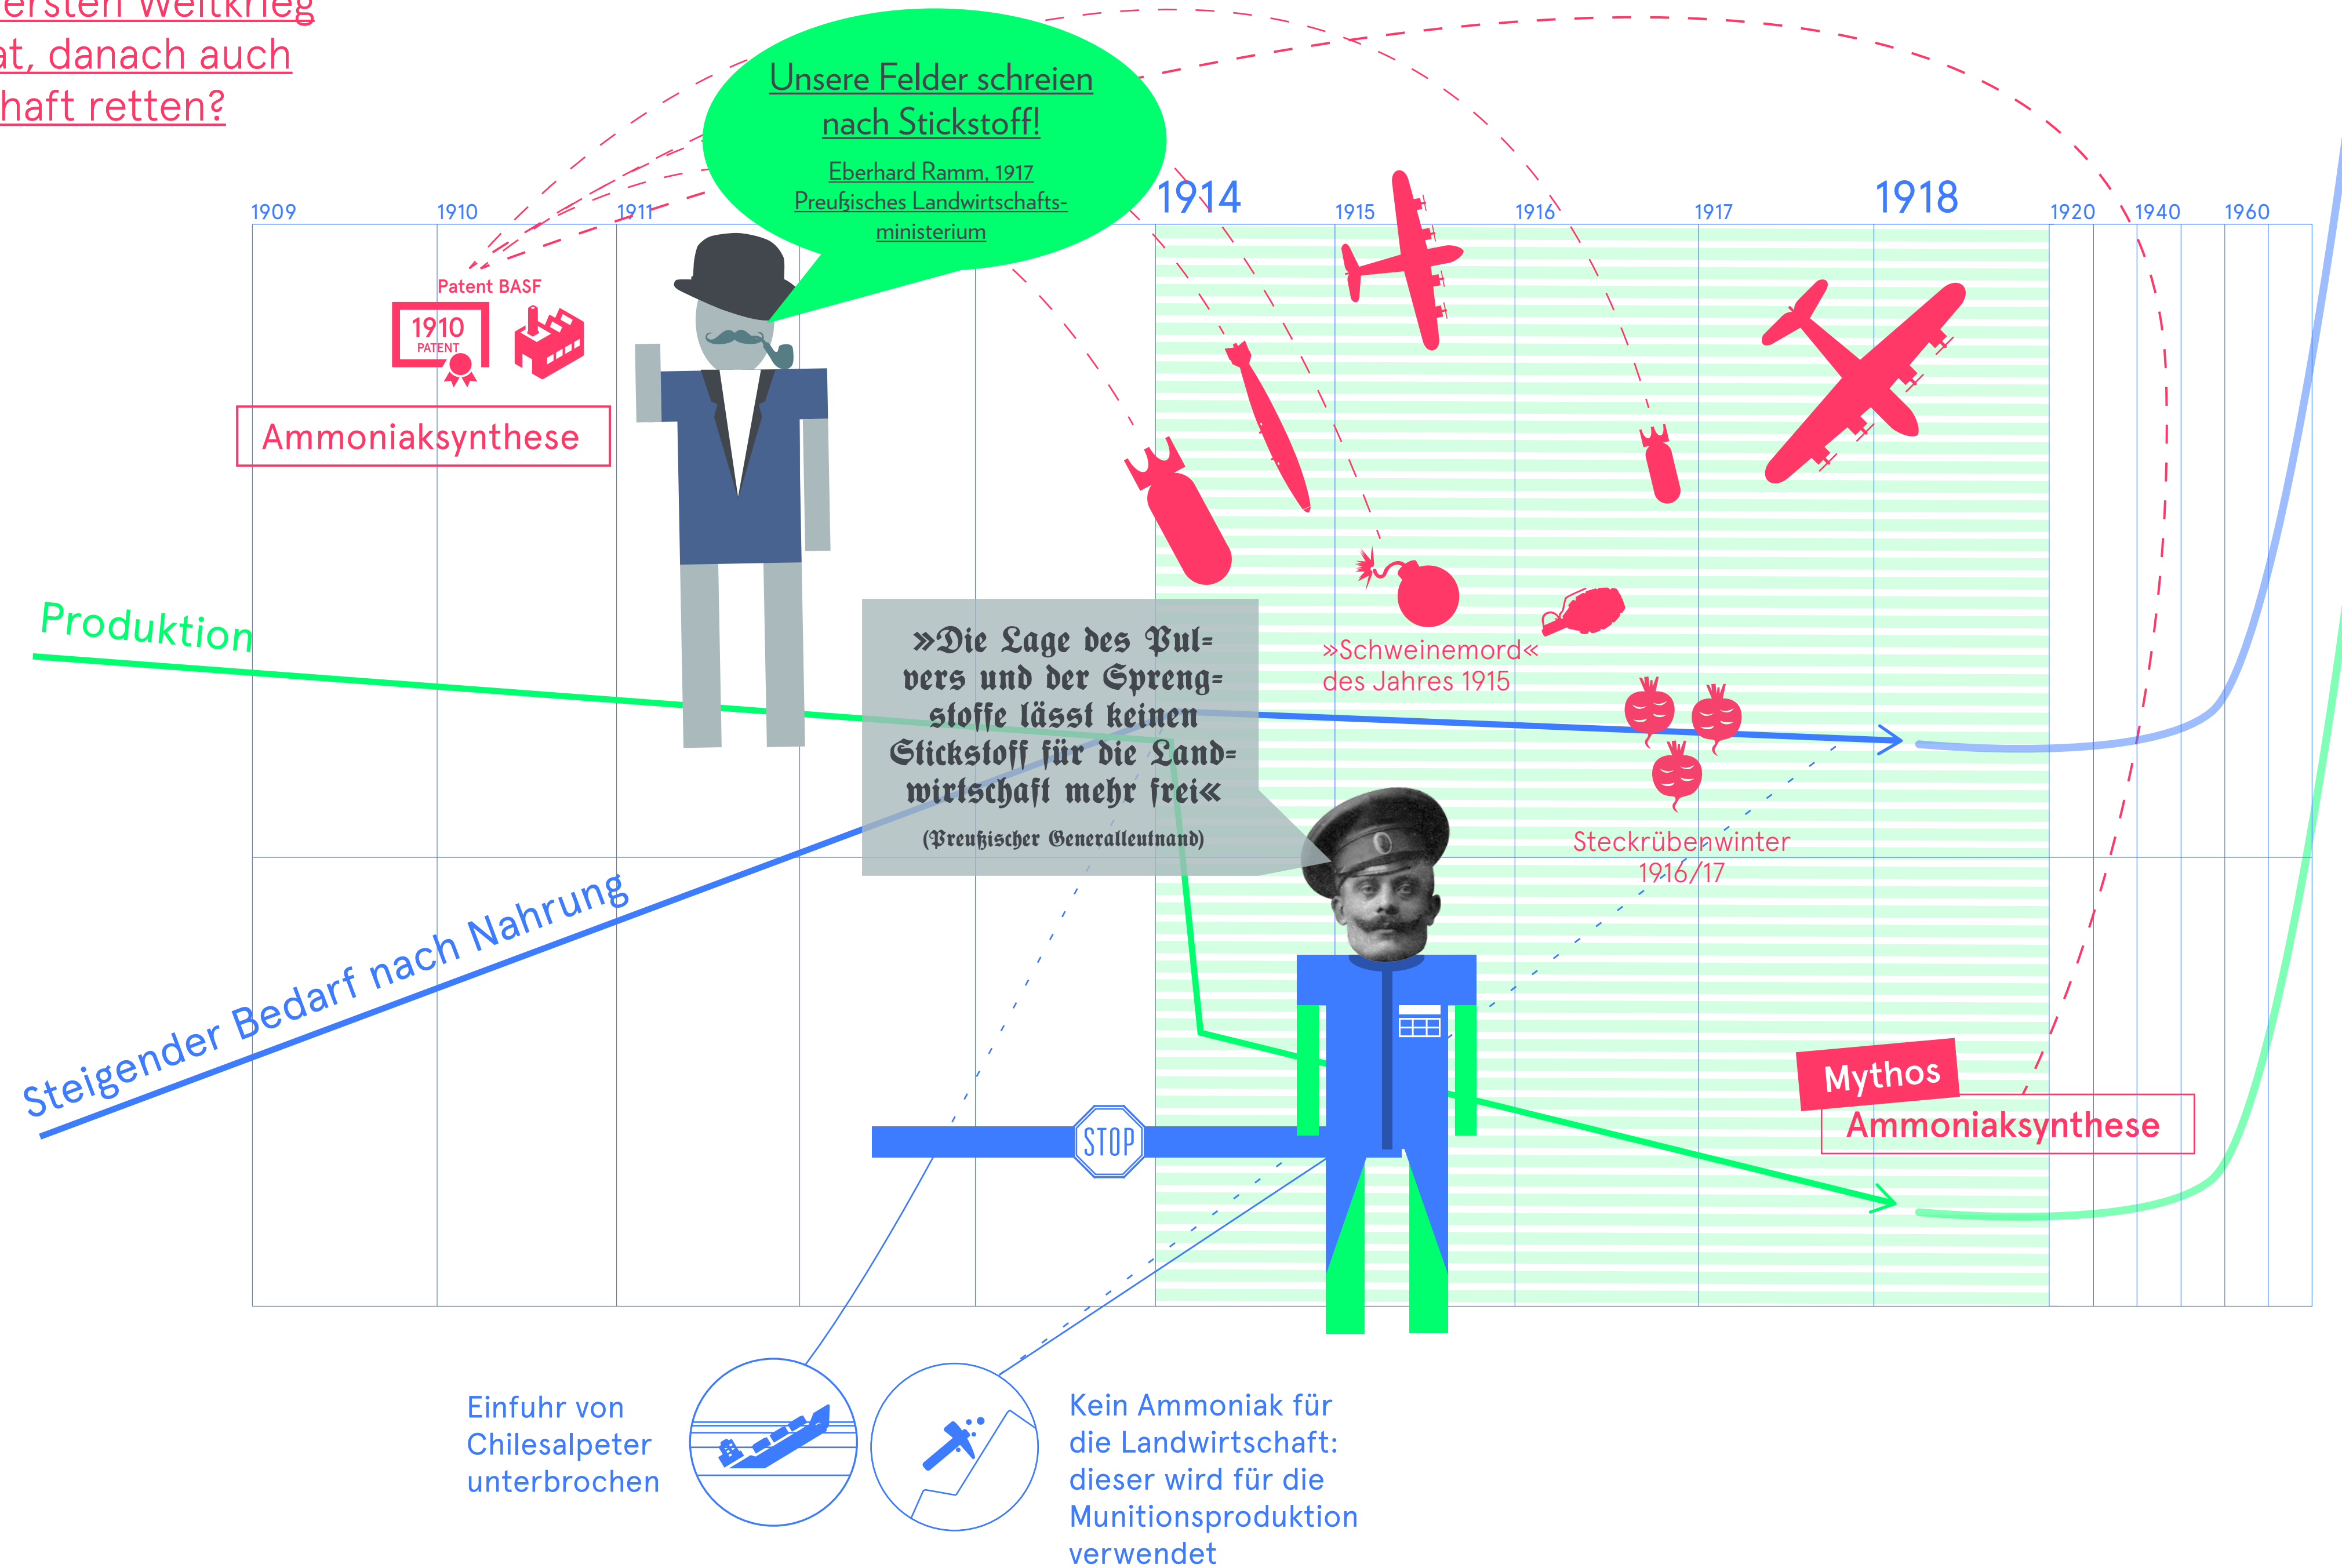 ersten Weltkrieg
at, danach auch
haft retten?
Unsere Felder schreien
nach Stickstoff!
Eberhard Ramm, 1917
Preußisches Landwirtschafts-
ministerium
1909
1910
1911
1914
1915
1916
1917
1918
1920
1940
1960
Patent BASF
1910
PATENT
Ammoniaksynthese
Produktion
»Die Lage des Pul-
vers und der Spreng-
stoffe lässt keinen
Stickstoff für die Land-
wirtschaft mehr frei«
(Preußischer Generalleutnand)
»Schweinemord«
des Jahres 1915
Steckrübenwinter
1916/17
Steigender Bedarf nach Nahrung
STOP
Mythos
Ammoniaksynthese
Einfuhr von
Chilesalpeter
unterbrochen
Kein Ammoniak für
die Landwirtschaft:
dieser wird für die
Munitionsproduktion
verwendet